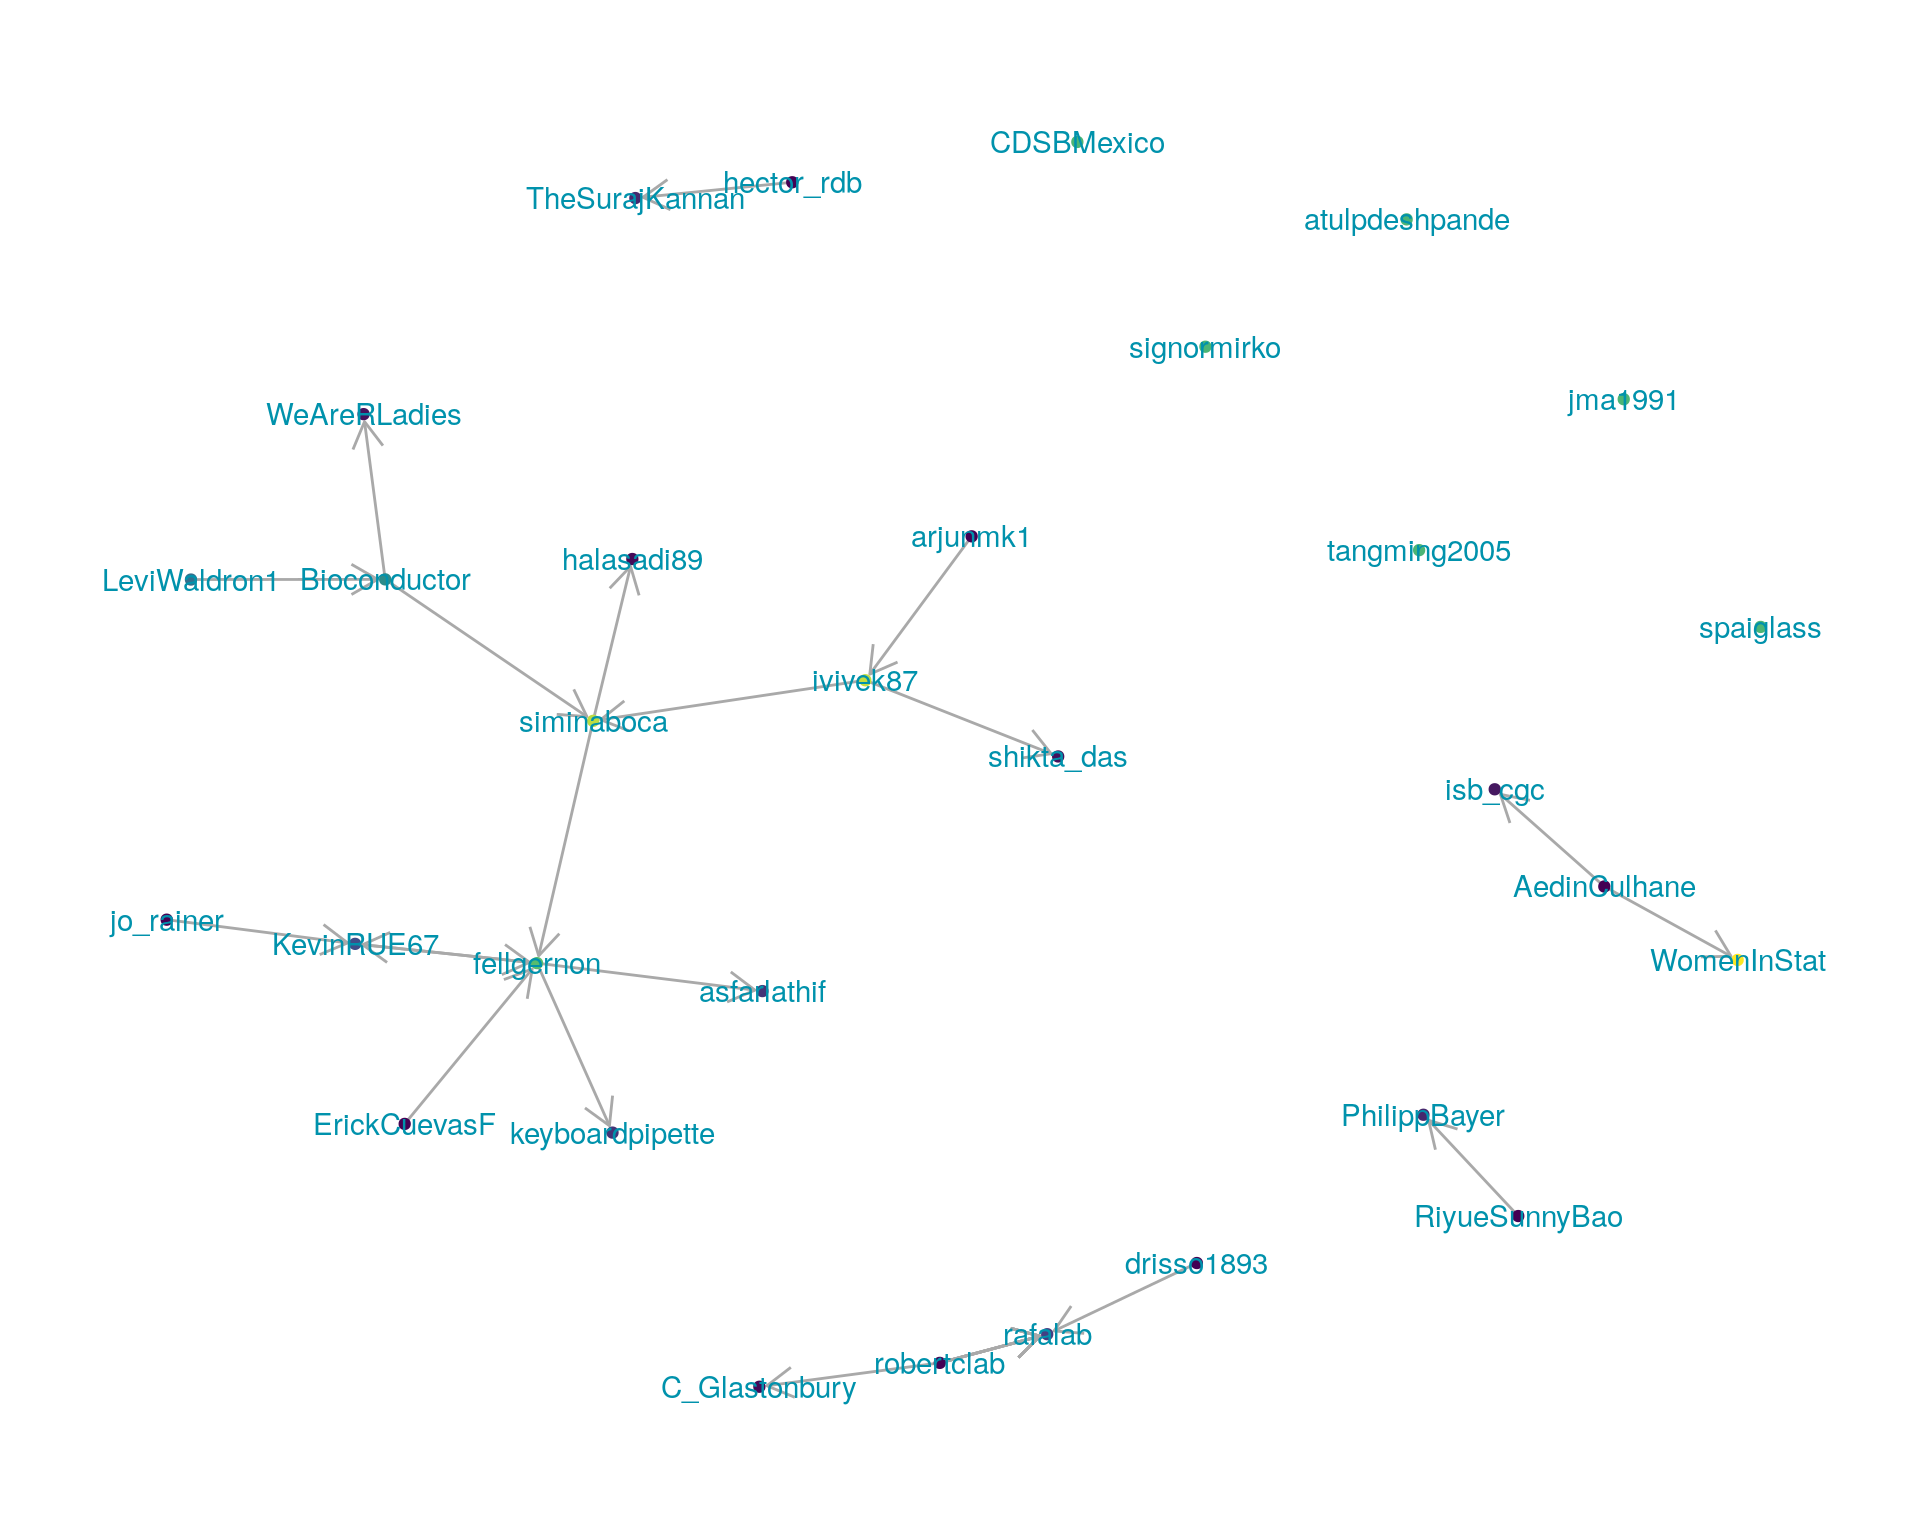 CDSBMexico
hector_rdb
TheSurajKannan
atulpdeshpande
signormirko
jma1991
WeAreRLadies
arjunmk1
tangming2005
halasadi89
LeviWaldron1
Bioconductor
spaiglass
ivivek87
siminaboca
shikta_das
isb_cgc
AedinCulhane
jo_rainer
KevinRUE67
WomenInStat
fellgernon
asfarlathif
PhilippBayer
ErickCuevasF
keyboardpipette
RiyueSunnyBao
drisso1893
rafalab
robertclab
C_Glastonbury